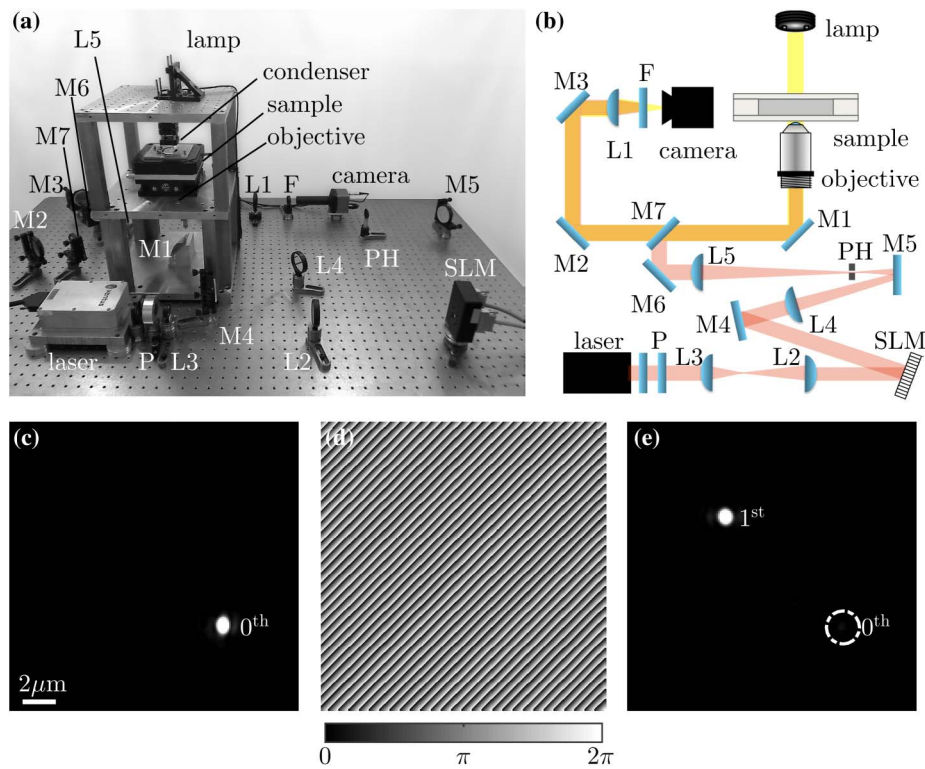 (a)
L5
lamp
M6
condenser
sample
M7
objective
M3
L1
F
camera
M5
M2
M1
L4
PH
SLM
M4
laser
P
L3
L2
(b)
lamp
M3
F
L1
camera
sample
objective
M7
M1
M2
L5
PH
M5
M6
M4
L4
SLM
laser
P
L3
L2
(c)
0th
2μm
(d)
0
π
2π
(e)
1st
0th